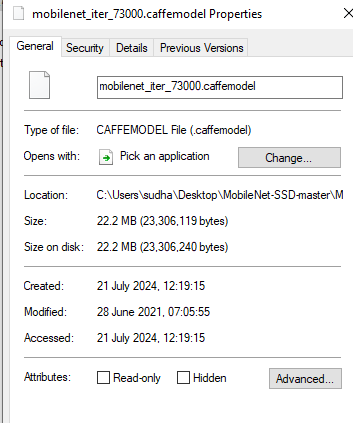 mobilenet_iter_73000.caffemodel Properties
General Security Details Previous Versions
mobilenet_iter_73000.caffemodel
Type of file: CAFFEMODEL File (.caffemodel)
Opens with: Pick an application Change...
Location: C:\Users\sudha\Desktop\MobileNet-SSD-master\M
Size: 22.2 MB (23,306,119 bytes)
Size on disk: 22.2 MB (23,306,240 bytes)
Created: 21 July 2024, 12:19:15
Modified: 28 June 2021, 07:05:55
Accessed: 21 July 2024, 12:19:15
Attributes: Read-only Hidden Advanced...